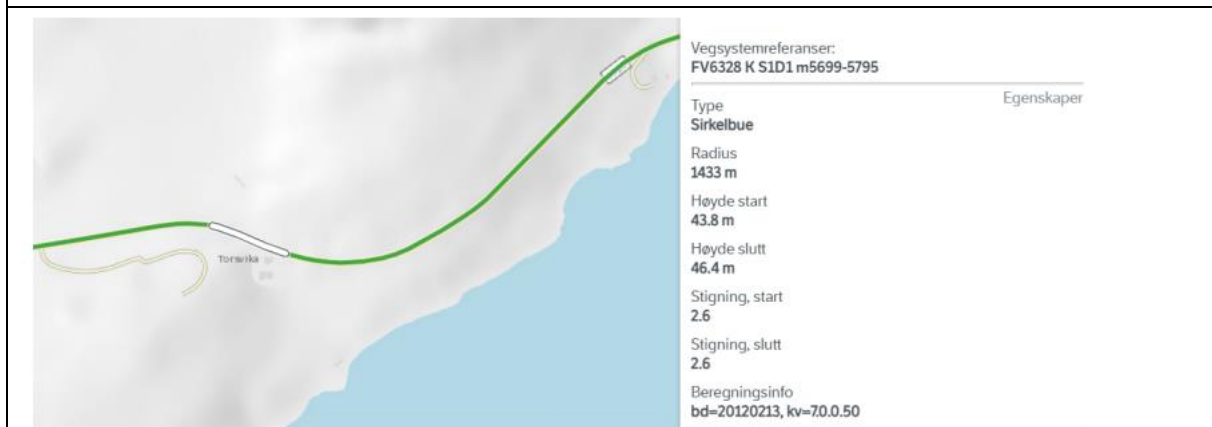 Vegsystemreferanser:
FV6328 K S1D1 m5699-5795
Egenskaper
Type
Sirkelbue
Radius
1433 m
Høyde start
43.8 m
Høyde slutt
46.4 m
Stigning, start
2.6
Stigning, slutt
2.6
Beregningsinfo
bd=20120213, kv=7.0.0.50